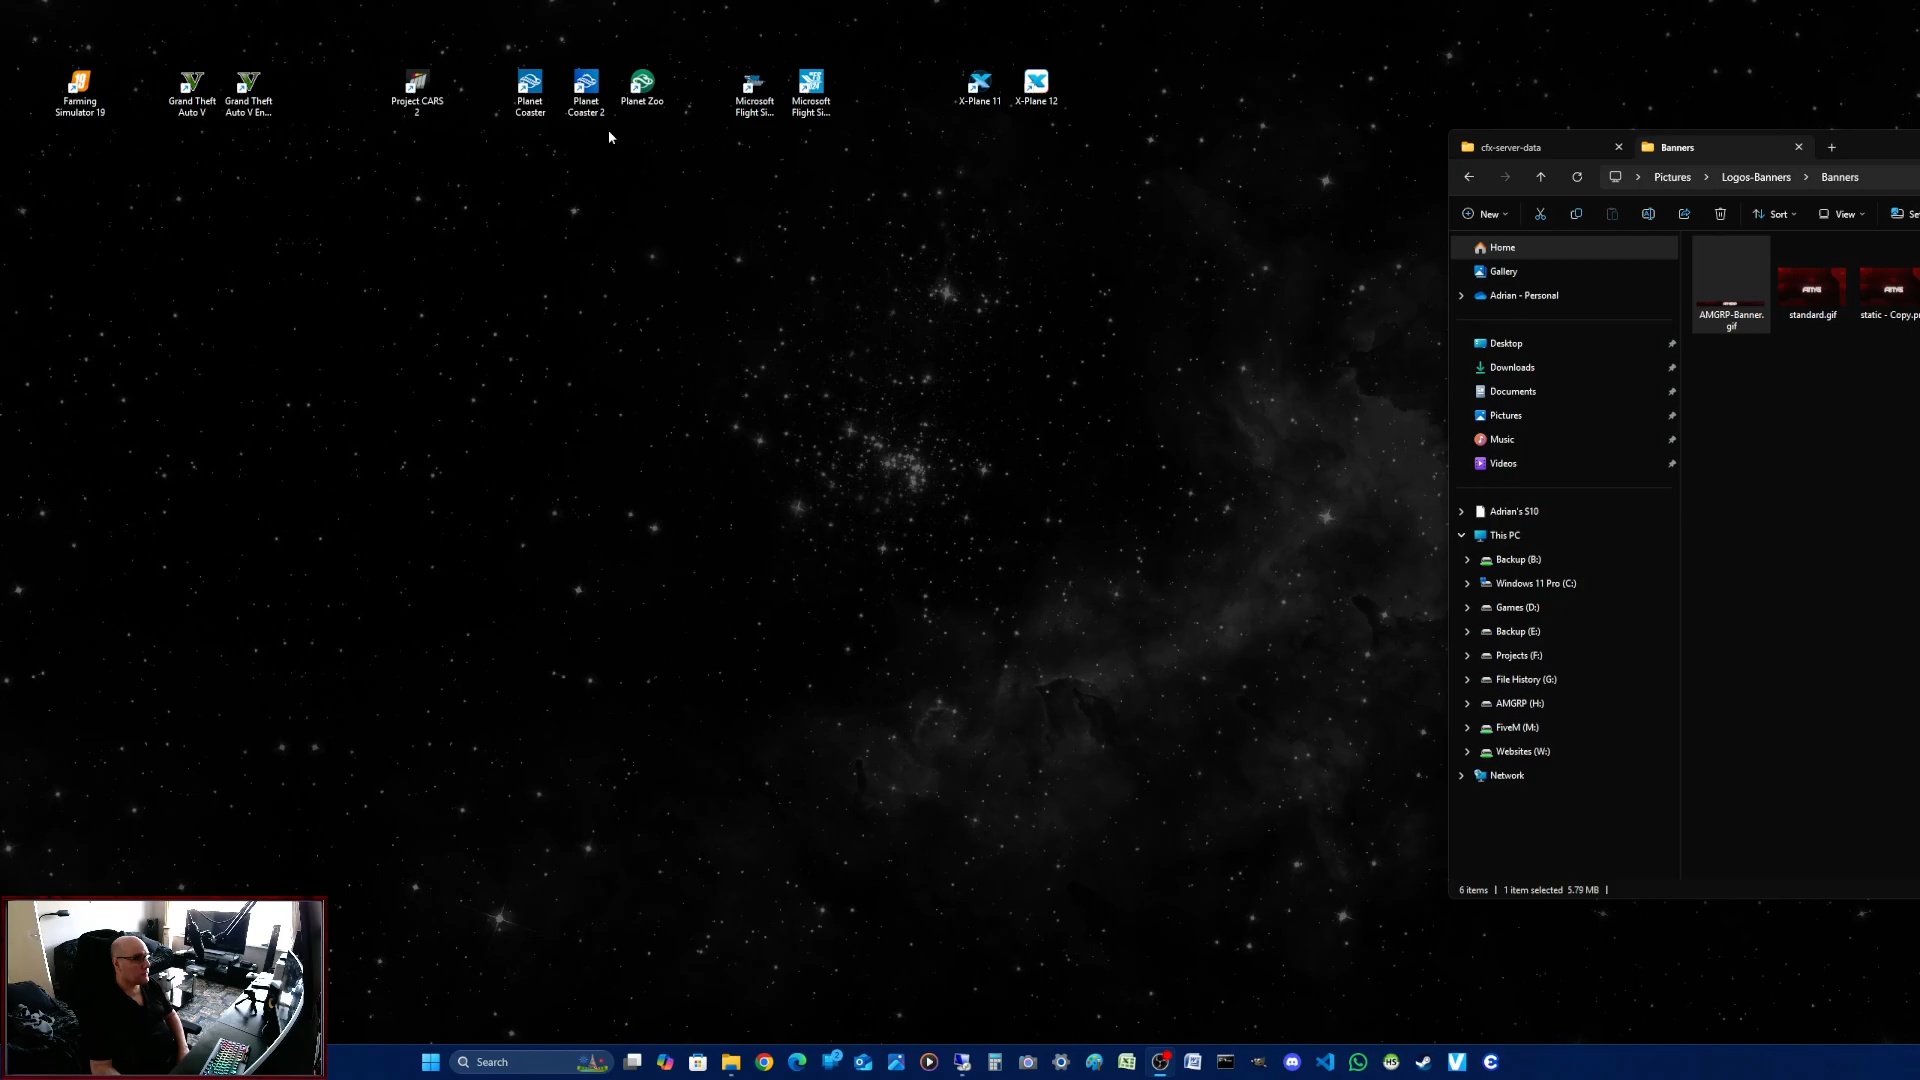 Farming
Simulator 19
Grand Theft
Auto V
Grand Theft
Auto V En...
Project CARS
2
Planet
Coaster
Planet
Coaster 2
Planet Zoo
Microsoft
Flight Si...
Microsoft
Flight Si...
X-Plane 11
X-Plane 12
cfx-server-data
Banners
Pictures
Logos-Banners
Banners
New
Sort
View
Se
Home
Gallery
Adrian - Personal
Desktop
Downloads
Documents
Pictures
Music
Videos
Adrian's S10
This PC
Backup (B:)
Windows 11 Pro (C:)
Games (D:)
Backup (E:)
Projects (F:)
File History (G:)
AMGRP (H:)
FiveM (M:)
Websites (W:)
Network
AMGRP-Banner.
gif
standard.gif
static - Copy.p
6 items
1 item selected 5.79 MB
Search